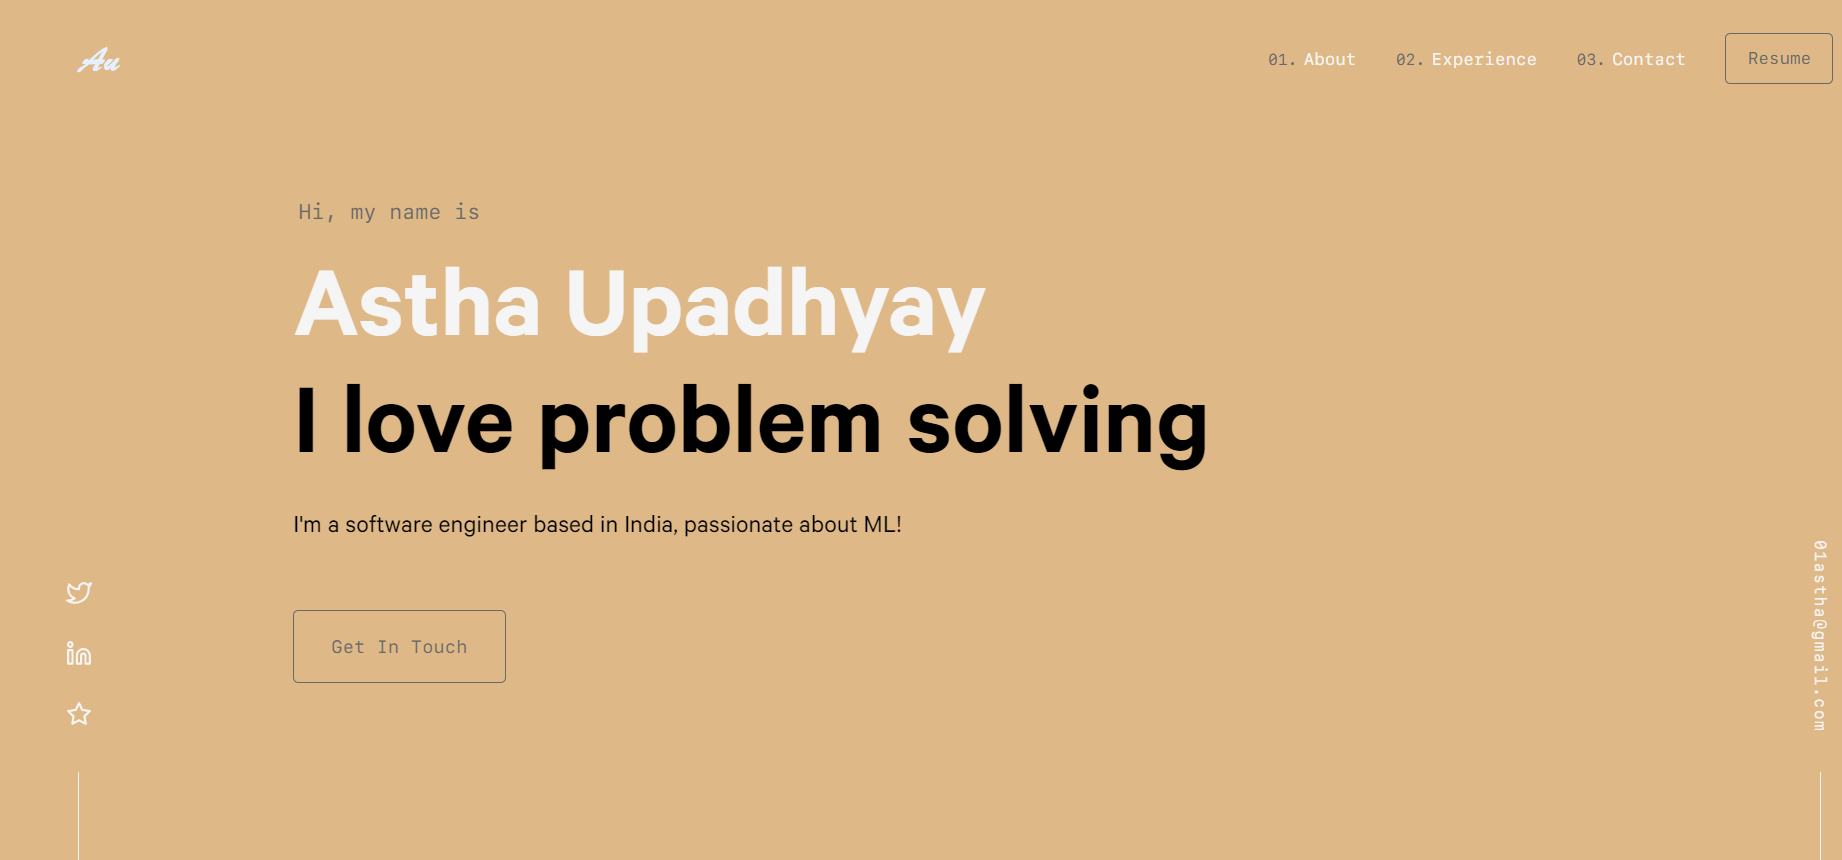 Au
01. About 02. Experience 03. Contact Resume
Hi, my name is
Astha Upadhyay
I love problem solving
I'm a software engineer based in India, passionate about ML!
Get In Touch
01astha@gmail.com